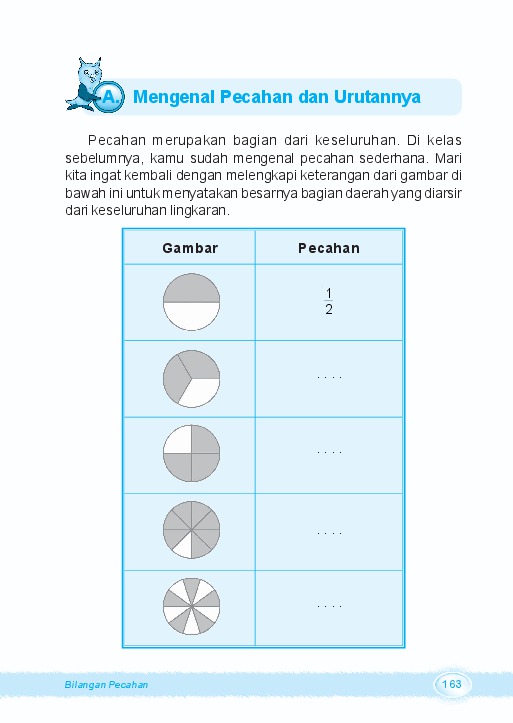 A. Mengenal Pecahan dan Urutannya
Pecahan merupakan bagian dari keseluruhan. Di kelas
sebelumnya, kamu sudah mengenal pecahan sederhana. Mari
kita ingat kembali dengan melengkapi keterangan dari gambar di
bawah ini untuk menyatakan besarnya bagian daerah yang diarsir
dari keseluruhan lingkaran.
Gambar Pecahan
1
2
. . . .
. . . .
. . . .
. . . .
Bilangan Pecahan 163